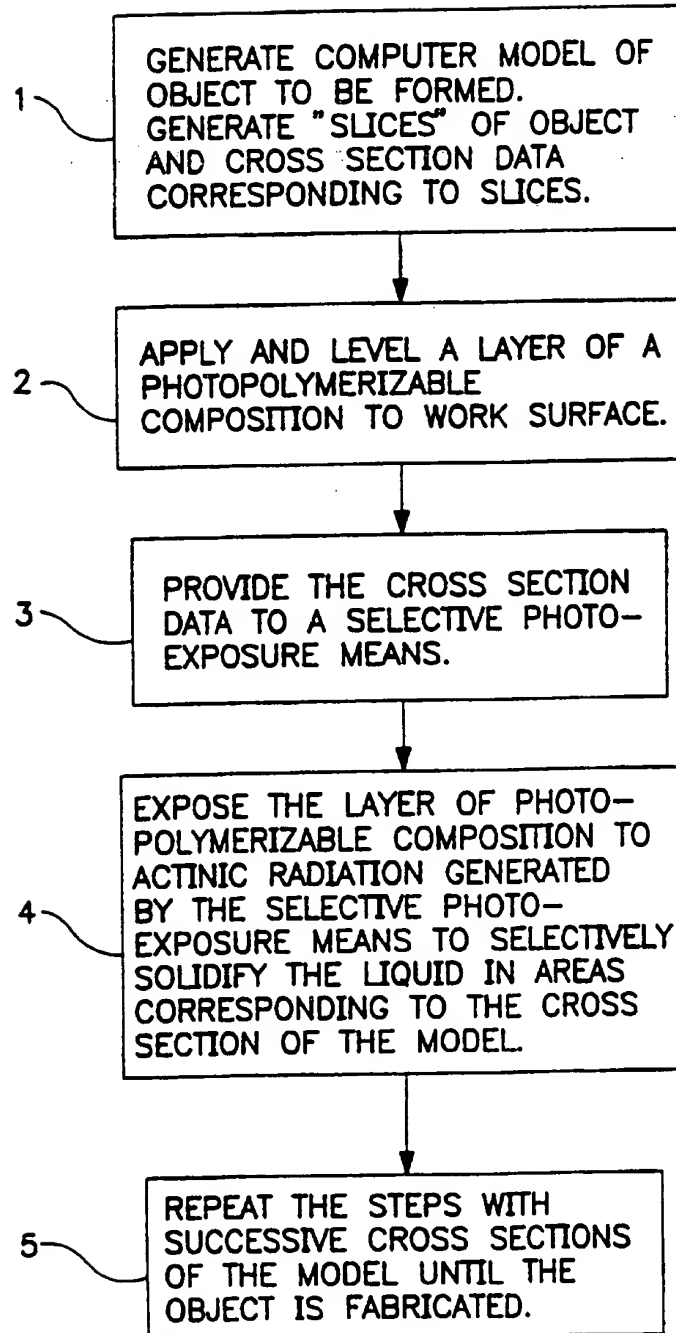 1
GENERATE COMPUTER MODEL OF
OBJECT TO BE FORMED.
GENERATE "SLICES" OF OBJECT
AND CROSS SECTION DATA
CORRESPONDING TO SLICES.
2
APPLY AND LEVEL A LAYER OF A
PHOTOPOLYMERIZABLE
COMPOSITION TO WORK SURFACE.
3
PROVIDE THE CROSS SECTION
DATA TO A SELECTIVE PHOTO-
EXPOSURE MEANS.
4
EXPOSE THE LAYER OF PHOTO-
POLYMERIZABLE COMPOSITION TO
ACTINIC RADIATION GENERATED
BY THE SELECTIVE PHOTO-
EXPOSURE MEANS TO SELECTIVELY
SOLIDIFY THE LIQUID IN AREAS
CORRESPONDING TO THE CROSS
SECTION OF THE MODEL.
5
REPEAT THE STEPS WITH
SUCCESSIVE CROSS SECTIONS
OF THE MODEL UNTIL THE
OBJECT IS FABRICATED.